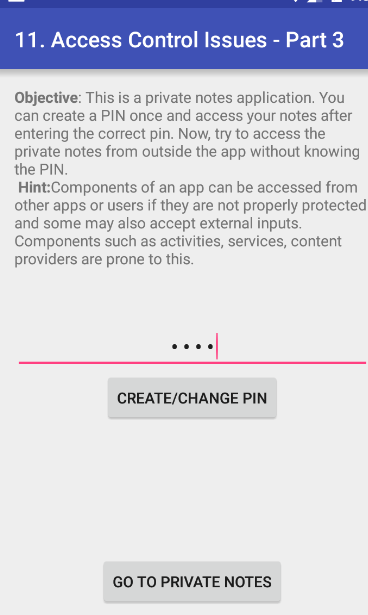 11. Access Control Issues - Part 3
Objective: This is a private notes application. You
can create a PIN once and access your notes after
entering the correct pin. Now, try to access the
private notes from outside the app without knowing
the PIN.
Hint:Components of an app can be accessed from
other apps or users if they are not properly protected
and some may also accept external inputs.
Components such as activities, services, content
providers are prone to this.
••••
CREATE/CHANGE PIN
GO TO PRIVATE NOTES